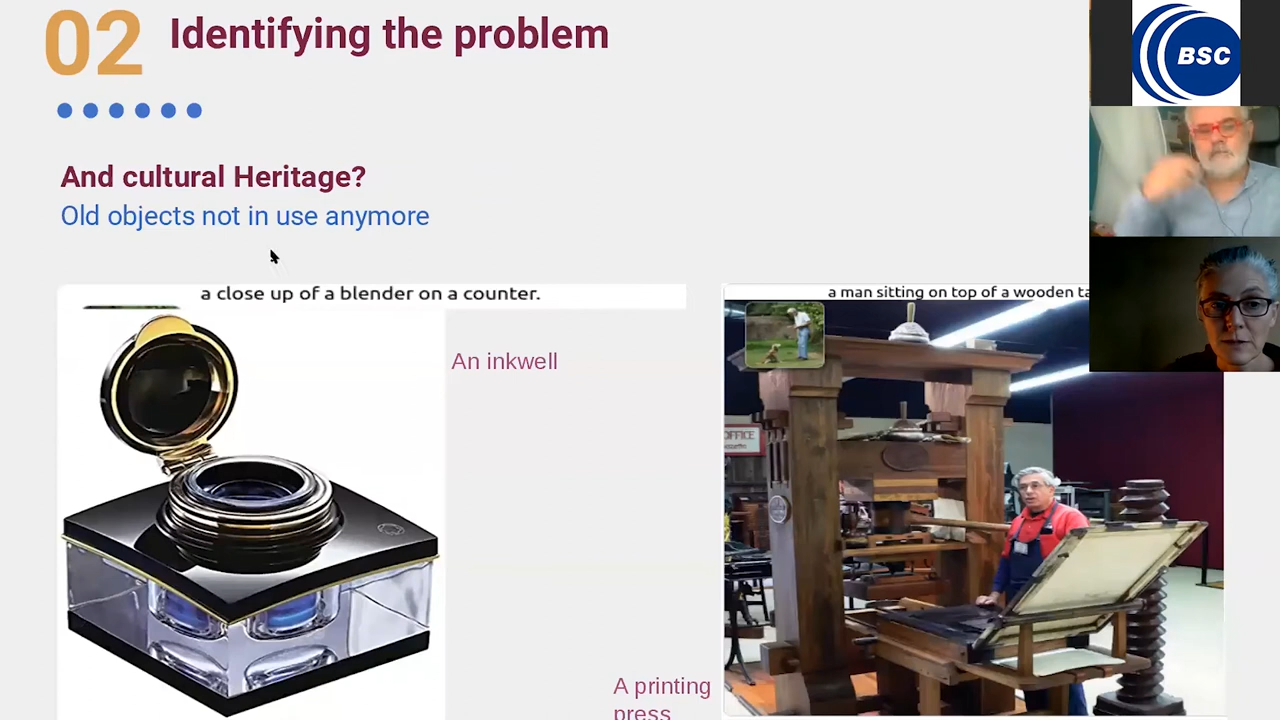 02 Identifying the problem
BSC
And cultural Heritage?
Old objects not in use anymore
a close up of a blender on a counter.
a man sitting on top of a wooden
An inkwell
OFFICE
A printing
press